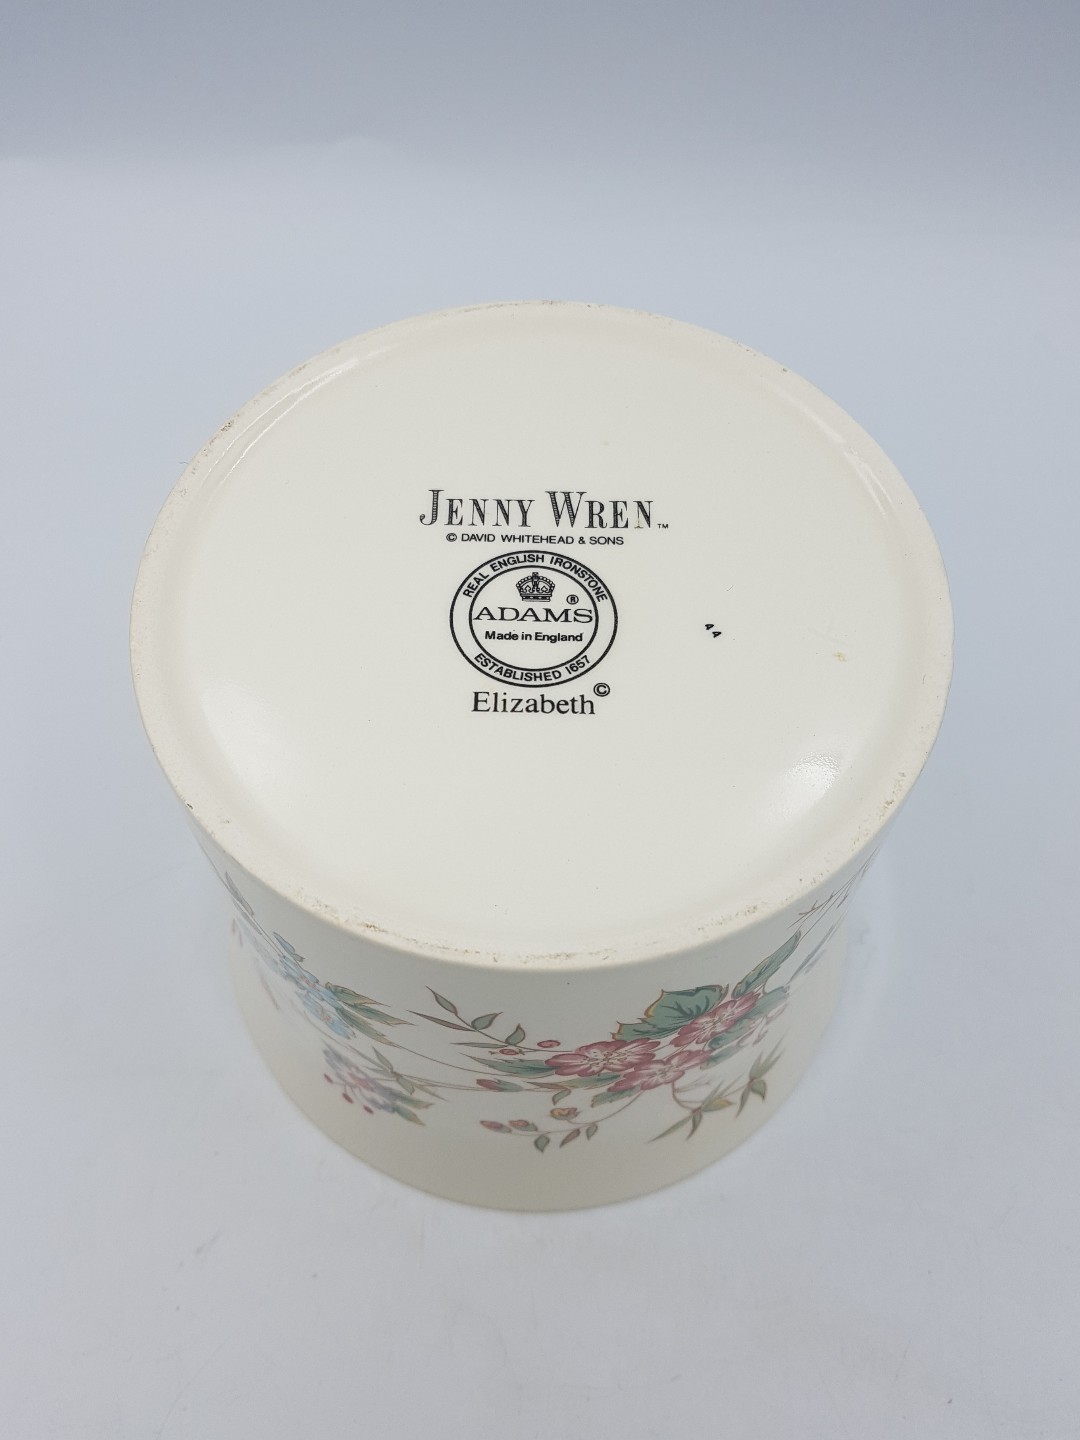 JENNY WREN™
© DAVID WHITEHEAD & SONS
REAL ENGLISH IRONSTONE
ADAMS®
Made in England
ESTABLISHED 1657
Elizabeth©
44